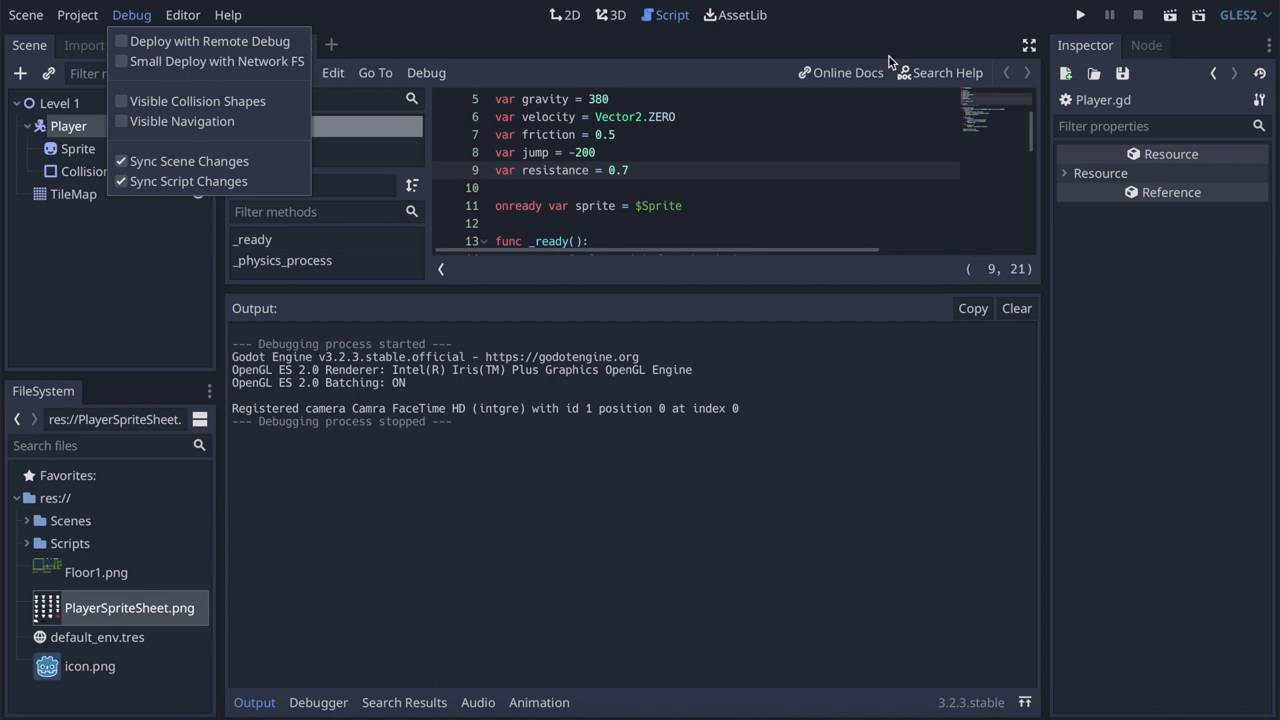 Scene Project Debug Editor Help
2D 3D Script AssetLib
GLES2
Scene Import
Deploy with Remote Debug
Small Deploy with Network FS
Visible Collision Shapes
Visible Navigation
Sync Scene Changes
Sync Script Changes
Level 1
Player
Sprite
Collisio
TileMap
Edit Go To Debug
Online Docs Search Help
5 var gravity = 380
6 var velocity = Vector2.ZERO
7 var friction = 0.5
8 var jump = -200
9 var resistance = 0.7
10
11 onready var sprite = $Sprite
12
13 func _ready():
Filter methods
_ready
_physics_process
( 9, 21)
Output: Copy Clear
--- Debugging process started ---
Godot Engine v3.2.3.stable.official - https://godotengine.org
OpenGL ES 2.0 Renderer: Intel(R) Iris(TM) Plus Graphics OpenGL Engine
OpenGL ES 2.0 Batching: ON
Registered camera Camra FaceTime HD (intgre) with id 1 position 0 at index 0
--- Debugging process stopped ---
Output Debugger Search Results Audio Animation
3.2.3.stable
FileSystem
res://PlayerSpriteSheet.
Search files
Favorites:
res://
Scenes
Scripts
Floor1.png
PlayerSpriteSheet.png
default_env.tres
icon.png
Inspector Node
Player.gd
Filter properties
Resource
Resource
Reference